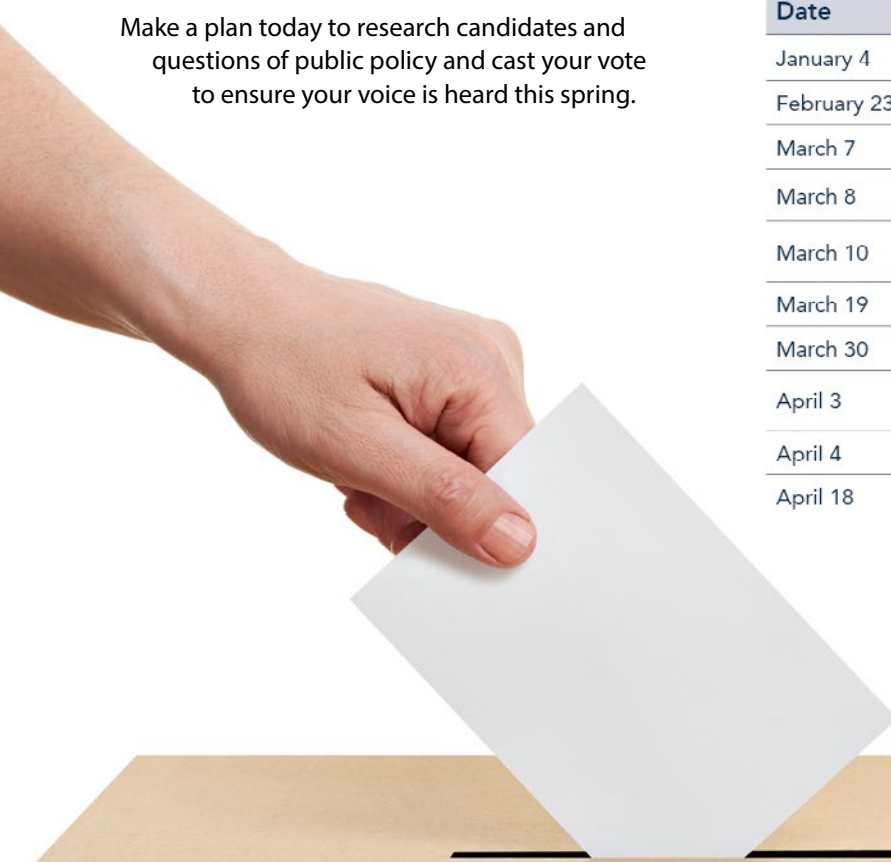 Make a plan today to research candidates and
questions of public policy and cast your vote
to ensure your voice is heard this spring.
Date
January 4
February 23
March 7
March 8
March 10
March 19
March 30
April 3
April 4
April 18